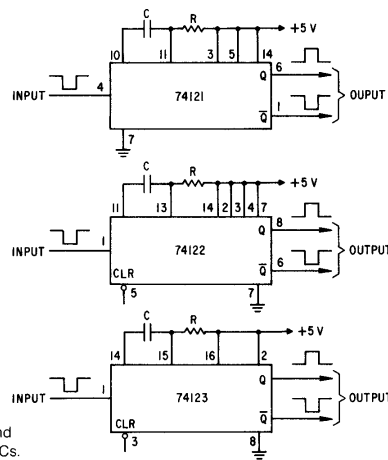 C
R
+5 V
10
11
3
5
14
6
Q
INPUT
4
74121
OUPUT
1
Q̅
7
C
R
+5 V
11
13
14
2
3
4
7
8
Q
INPUT
1
74122
OUTPUT
6
Q̅
CLR
5
7
C
R
+5 V
14
15
16
2
Q
INPUT
1
74123
OUTPUT
Q̅
CLR
3
8
Cs.